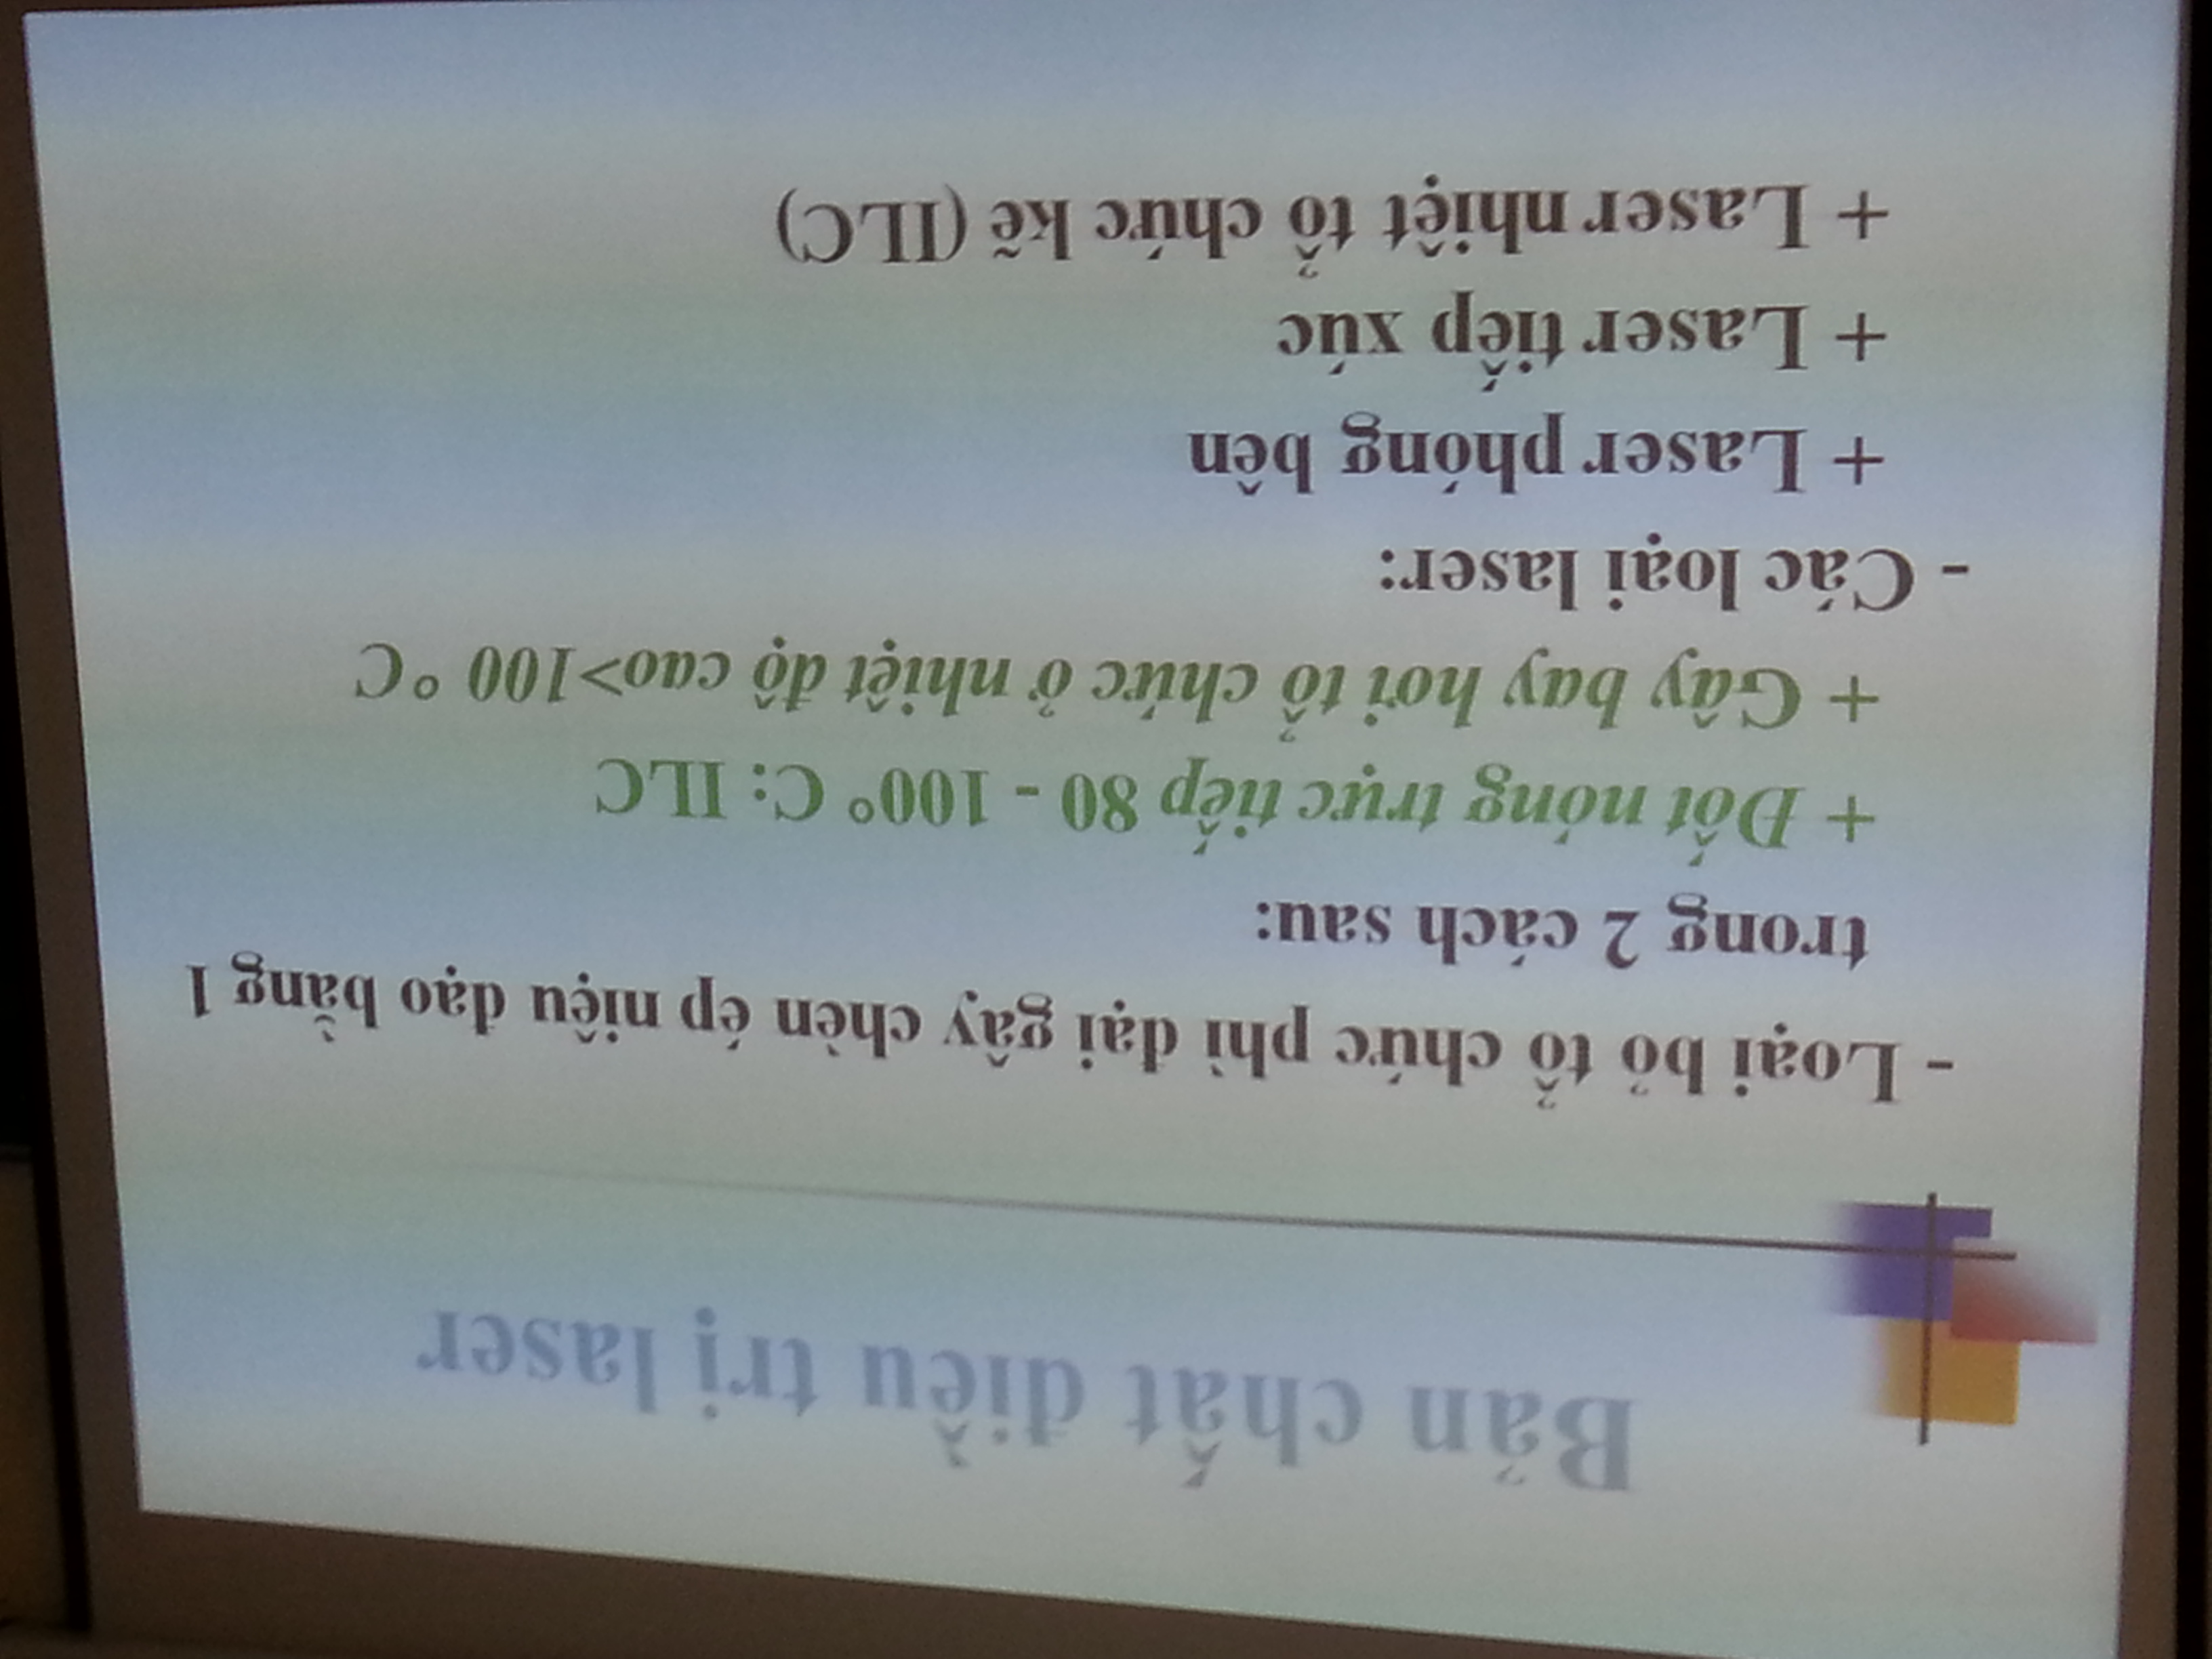 Bản chất điều trị laser
- Loại bỏ tổ chức phì đại gây chèn ép niệu đạo bằng 1
trong 2 cách sau:
+ Đốt nóng trực tiếp 80 - 100° C: ILC
+ Gây bay hơi tổ chức ở nhiệt độ cao>100 °C
- Các loại laser:
+ Laser phóng bên
+ Laser tiếp xúc
+ Laser nhiệt tổ chức kẽ (ILC)